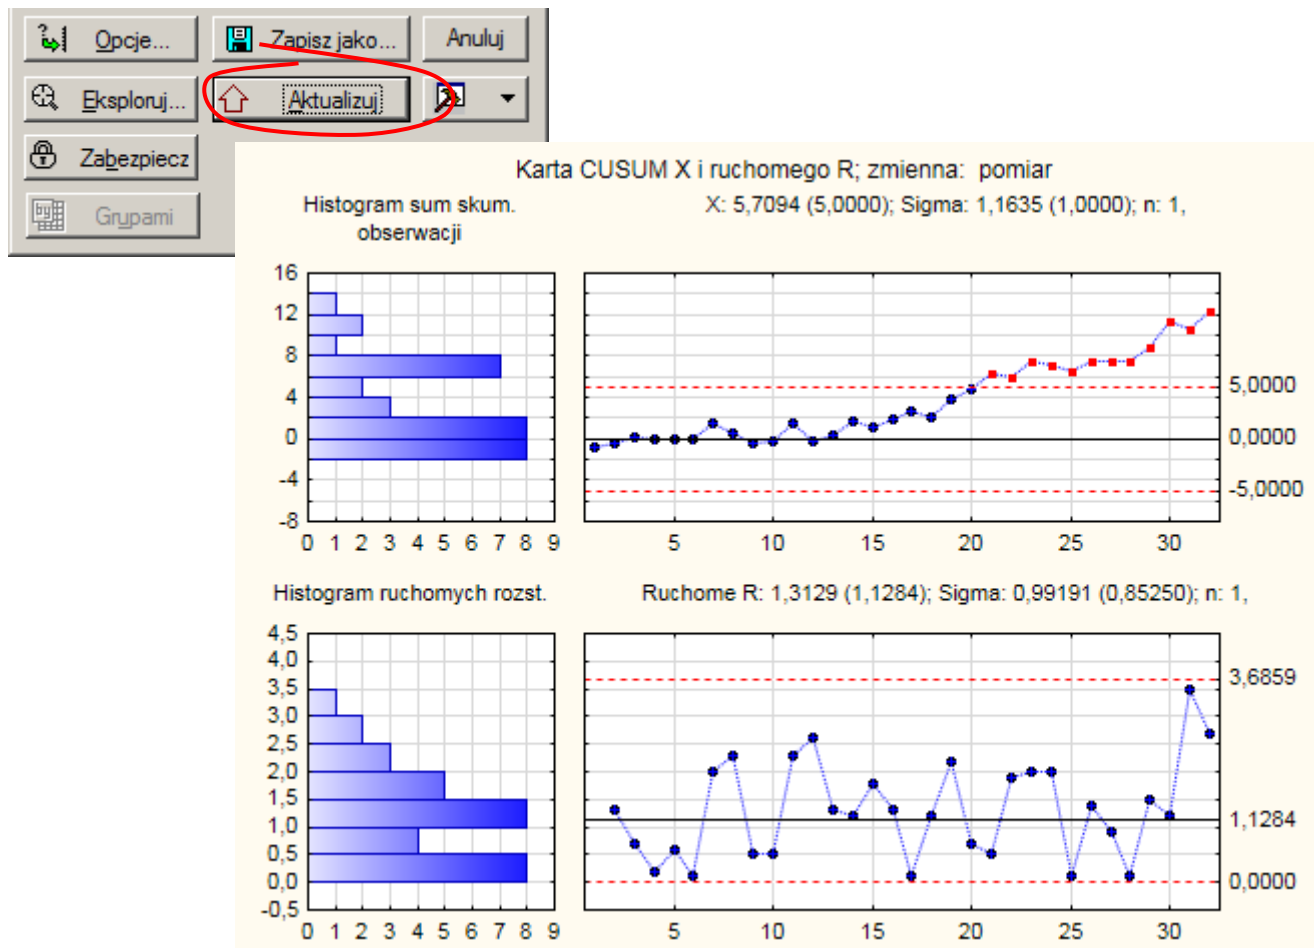 Opcje... Zapisz jako... Anuluj
Eksploruj... Aktualizuj
Zabezpiecz
Grupami
Karta CUSUM X i ruchomego R; zmienna: pomiar
Histogram sum skum.
obserwacji
X: 5,7094 (5,0000); Sigma: 1,1635 (1,0000); n: 1,
16
12
8
4
0
-4
-8
0 1 2 3 4 5 6 7 8 9
5 10 15 20 25 30
5,0000
0,0000
-5,0000
Histogram ruchomych rozst.
Ruchome R: 1,3129 (1,1284); Sigma: 0,99191 (0,85250); n: 1,
4,5
4,0
3,5
3,0
2,5
2,0
1,5
1,0
0,5
0,0
-0,5
0 1 2 3 4 5 6 7 8 9
5 10 15 20 25 30
3,6859
1,1284
0,0000